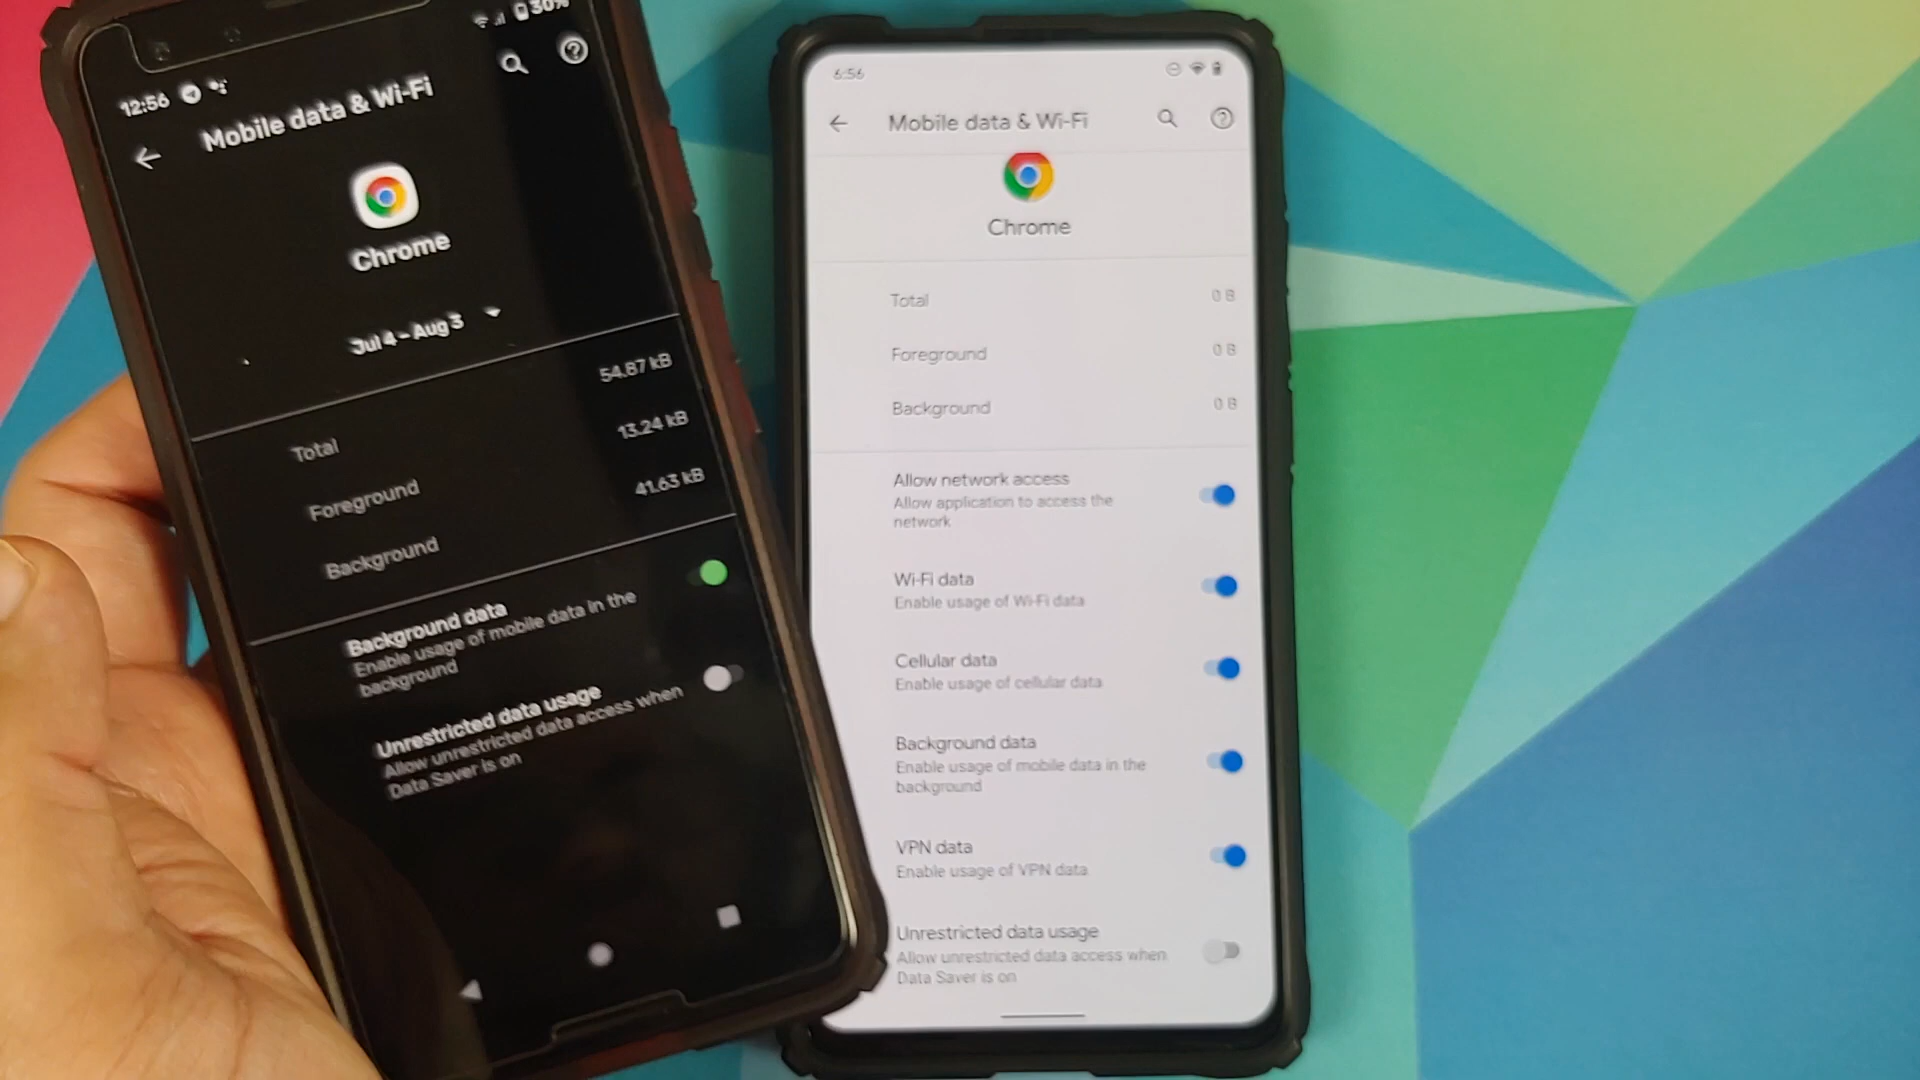 30%
12:56
Mobile data & Wi-Fi
Chrome
Jul 4 – Aug 3
Total
54.87 kB
Foreground
13.24 kB
Background
41.63 kB
Background data
Enable usage of mobile data in the
background
Unrestricted data usage
Allow unrestricted data access when
Data Saver is on
6:56
Mobile data & Wi-Fi
Chrome
Total
0 B
Foreground
0 B
Background
0 B
Allow network access
Allow application to access the
network
Wi-Fi data
Enable usage of Wi-Fi data
Cellular data
Enable usage of cellular data
Background data
Enable usage of mobile data in the
background
VPN data
Enable usage of VPN data
Unrestricted data usage
Allow unrestricted data access when
Data Saver is on